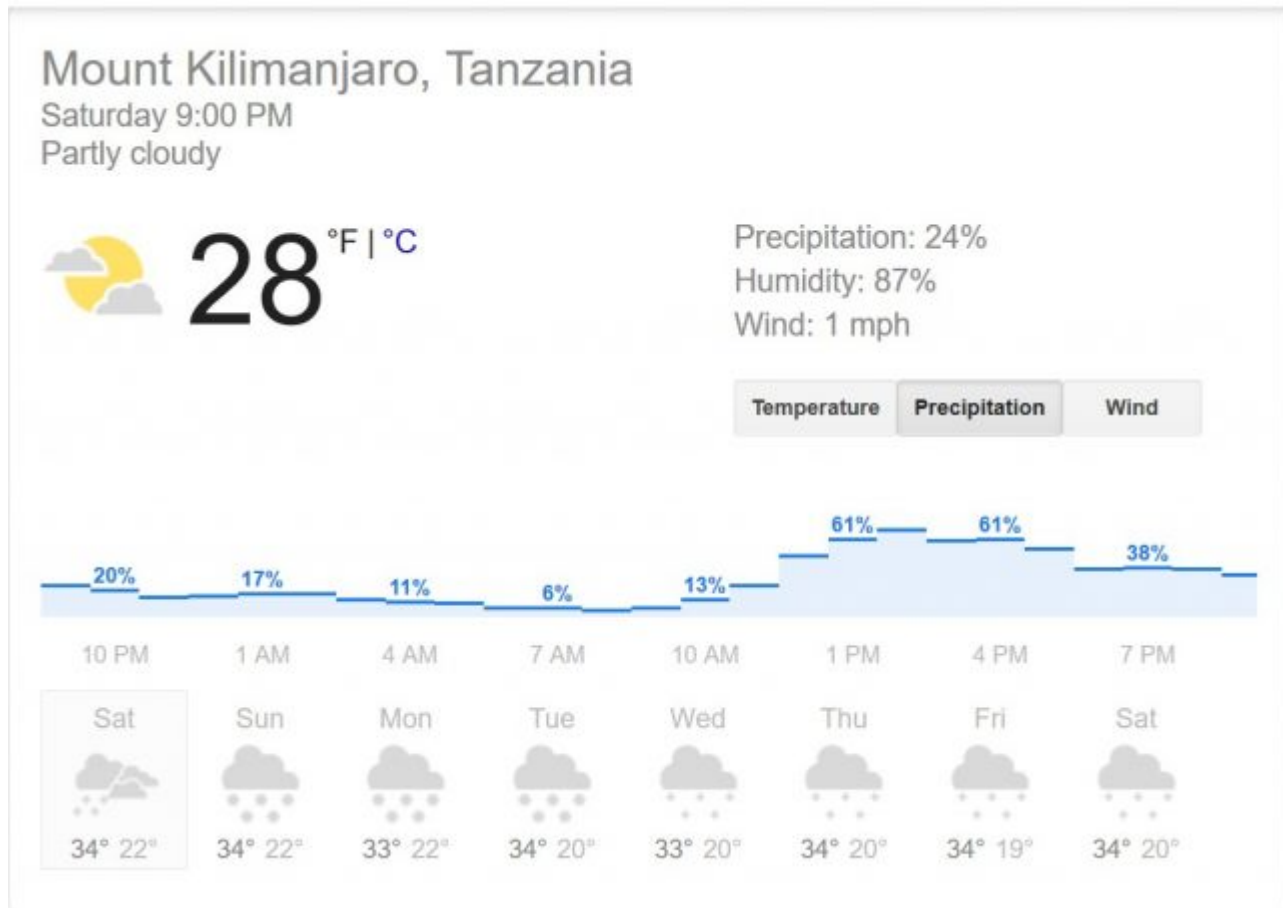 Mount Kilimanjaro, Tanzania
Saturday 9:00 PM
Partly cloudy
28 °F | °C
Precipitation: 24%
Humidity: 87%
Wind: 1 mph
Temperature Precipitation Wind
20% 17% 11% 6% 13% 61% 61% 38%
10 PM 1 AM 4 AM 7 AM 10 AM 1 PM 4 PM 7 PM
Sat Sun Mon Tue Wed Thu Fri Sat
34° 22° 34° 22° 33° 22° 34° 20° 33° 20° 34° 20° 34° 19° 34° 20°